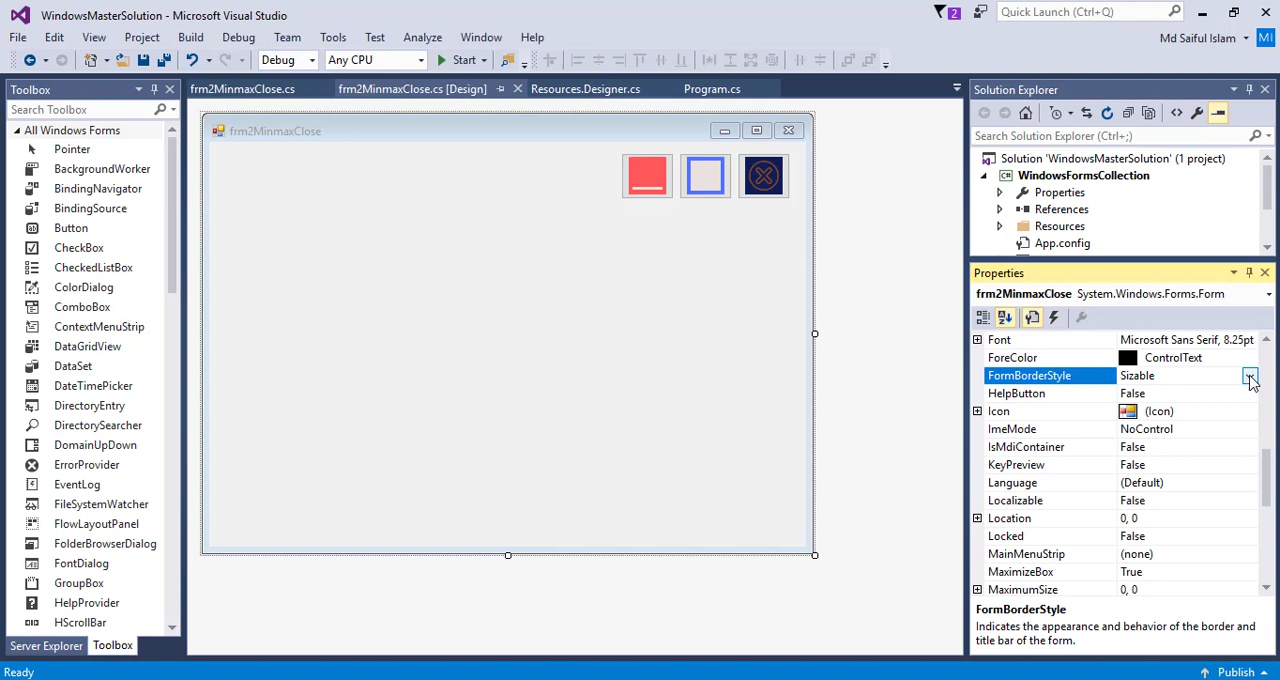 WindowsMasterSolution - Microsoft Visual Studio
2
Quick Launch (Ctrl+Q)
File Edit View Project Build Debug Team Tools Test Analyze Window Help
Md Saiful Islam MI
Debug Any CPU Start
Toolbox
Search Toolbox
All Windows Forms
Pointer
BackgroundWorker
BindingNavigator
BindingSource
Button
CheckBox
CheckedListBox
ColorDialog
ComboBox
ContextMenuStrip
DataGridView
DataSet
DateTimePicker
DirectoryEntry
DirectorySearcher
DomainUpDown
ErrorProvider
EventLog
FileSystemWatcher
FlowLayoutPanel
FolderBrowserDialog
FontDialog
GroupBox
HelpProvider
HScrollBar
Server Explorer Toolbox
frm2MinmaxClose.cs frm2MinmaxClose.cs [Design] Resources.Designer.cs Program.cs
frm2MinmaxClose
Solution Explorer
Search Solution Explorer (Ctrl+;)
Solution 'WindowsMasterSolution' (1 project)
C# WindowsFormsCollection
Properties
References
Resources
App.config
Properties
frm2MinmaxClose System.Windows.Forms.Form
Font Microsoft Sans Serif, 8.25pt
ForeColor ControlText
FormBorderStyle Sizable
HelpButton False
Icon (Icon)
ImeMode NoControl
IsMdiContainer False
KeyPreview False
Language (Default)
Localizable False
Location 0, 0
Locked False
MainMenuStrip (none)
MaximizeBox True
MaximumSize 0, 0
FormBorderStyle
Indicates the appearance and behavior of the border and
title bar of the form.
Ready
Publish